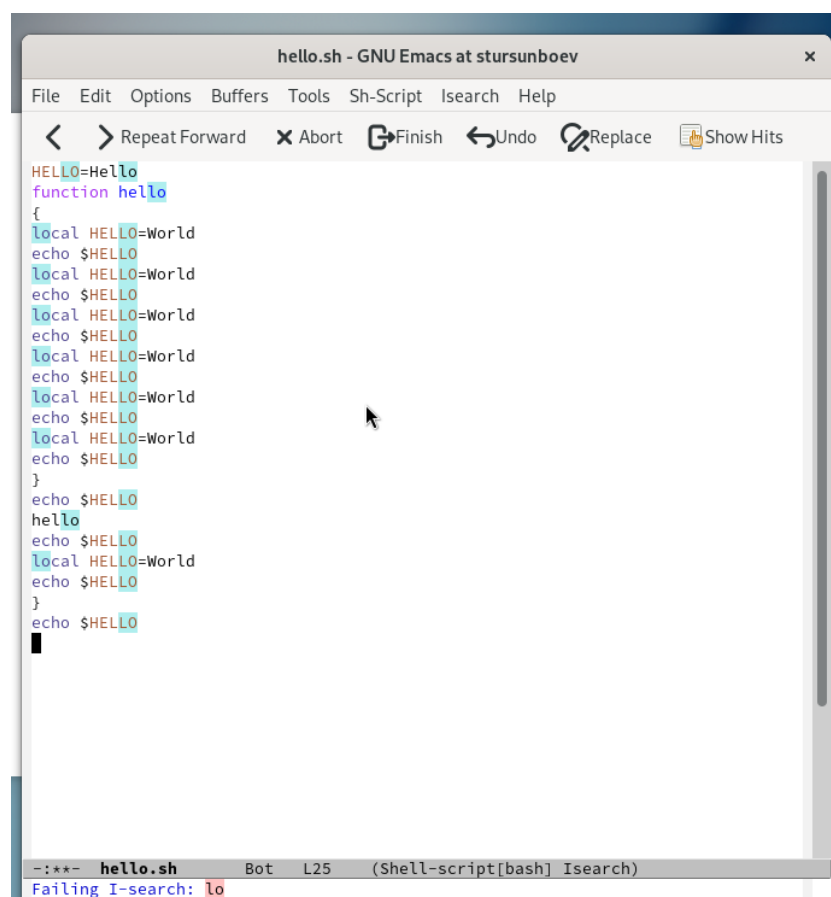 hello.sh - GNU Emacs at stursunboev
File Edit Options Buffers Tools Sh-Script Isearch Help
Repeat Forward Abort Finish Undo Replace Show Hits
HELLO=Hello
function hello
{
local HELLO=World
echo $HELLO
local HELLO=World
echo $HELLO
local HELLO=World
echo $HELLO
local HELLO=World
echo $HELLO
local HELLO=World
echo $HELLO
local HELLO=World
echo $HELLO
}
echo $HELLO
hello
echo $HELLO
local HELLO=World
echo $HELLO
}
echo $HELLO
-:**- hello.sh Bot L25 (Shell-script[bash] Isearch)
Failing I-search: lo